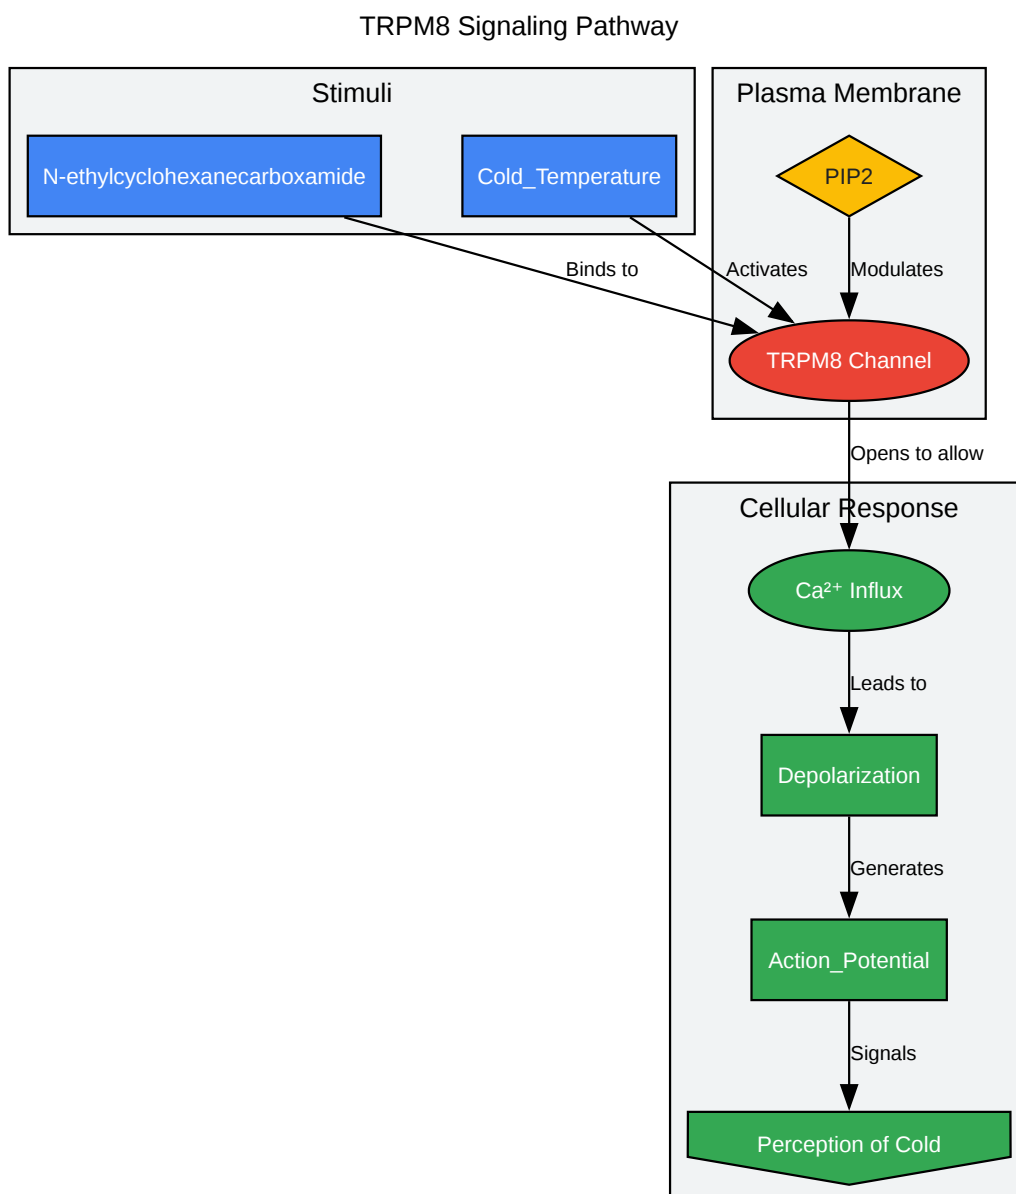 TRPM8 Signaling Pathway
Stimuli
Plasma Membrane
N-ethylcyclohexanecarboxamide
Cold_Temperature
PIP2
Binds to
Activates
Modulates
TRPM8 Channel
Opens to allow
Cellular Response
Ca²⁺ Influx
Leads to
Depolarization
Generates
Action_Potential
Signals
Perception of Cold